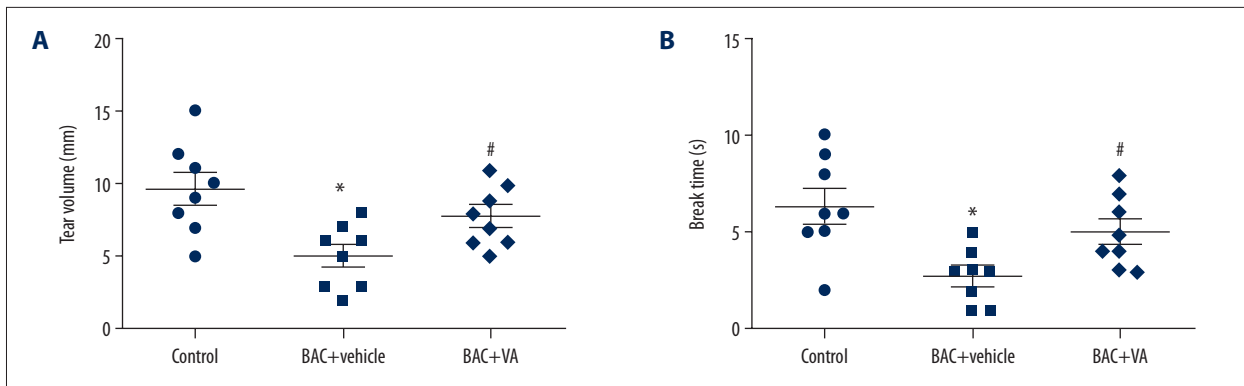 A
Tear volume (mm)
20
15
10
5
0
*
#
Control
BAC+vehicle
BAC+VA
B
Break time (s)
15
10
5
0
*
#
Control
BAC+vehicle
BAC+VA